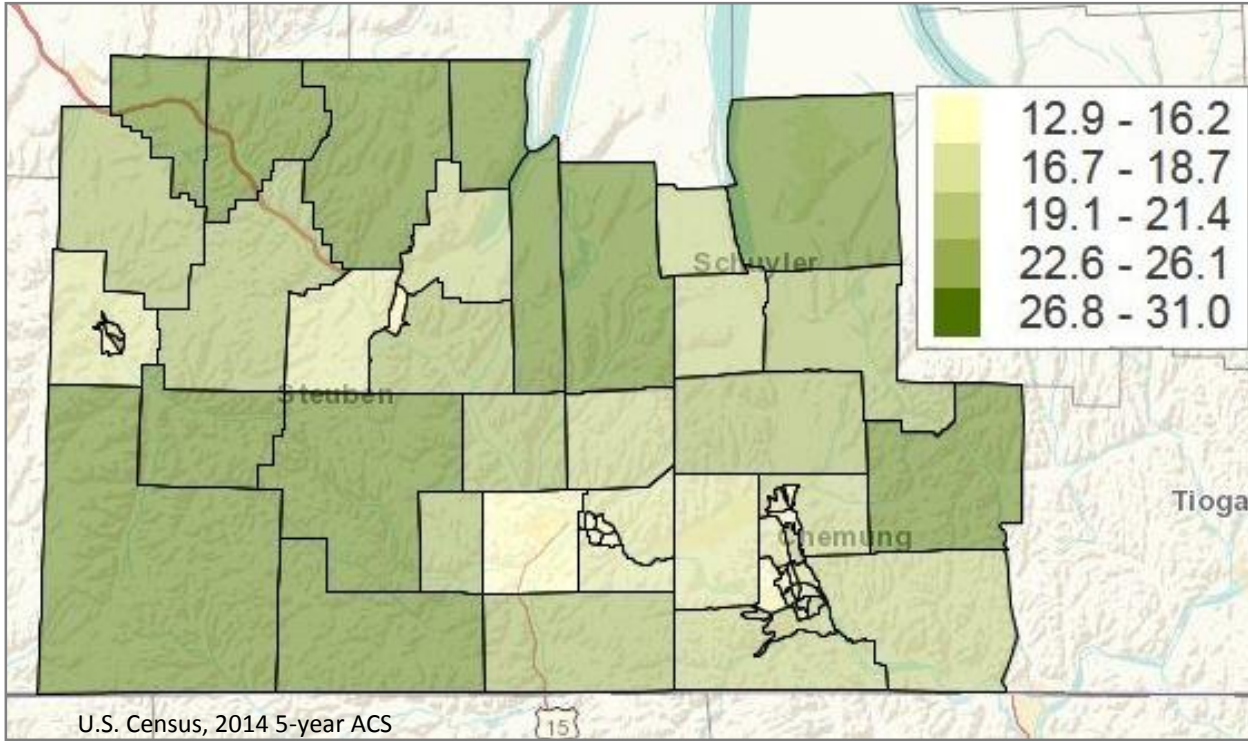 12.9 - 16.2
16.7 - 18.7
19.1 - 21.4
22.6 - 26.1
26.8 - 31.0
Schuyler
Steuben
Tioga
Chemung
U.S. Census, 2014 5-year ACS
15